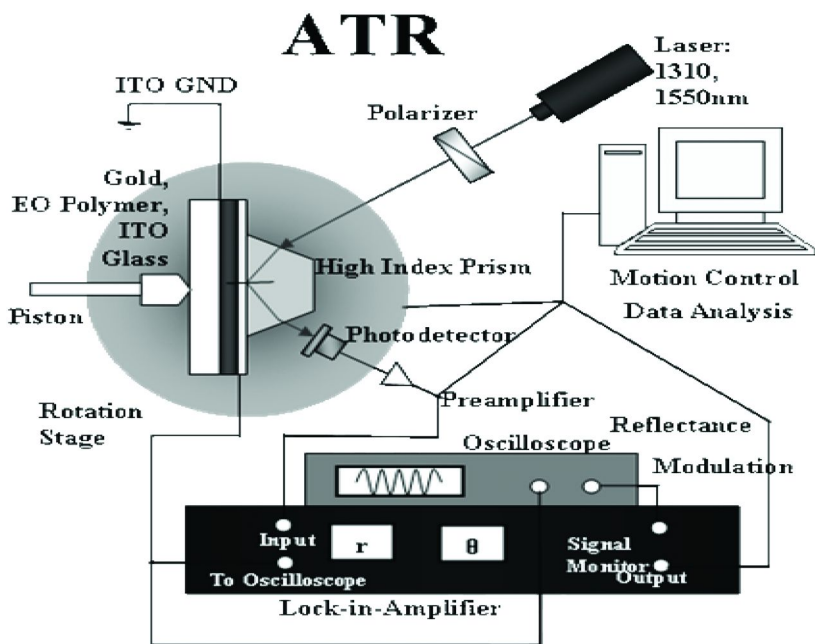 ATR
Laser:
1310,
1550nm
ITO GND
Polarizer
Gold,
EO Polymer,
ITO
Glass
High Index Prism
Motion Control
Data Analysis
Piston
Photodetector
Preamplifier
Rotation
Stage
Reflectance
Oscilloscope
Modulation
Input
r
θ
Signal
Monitor
To Oscilloscope
Output
Lock-in-Amplifier